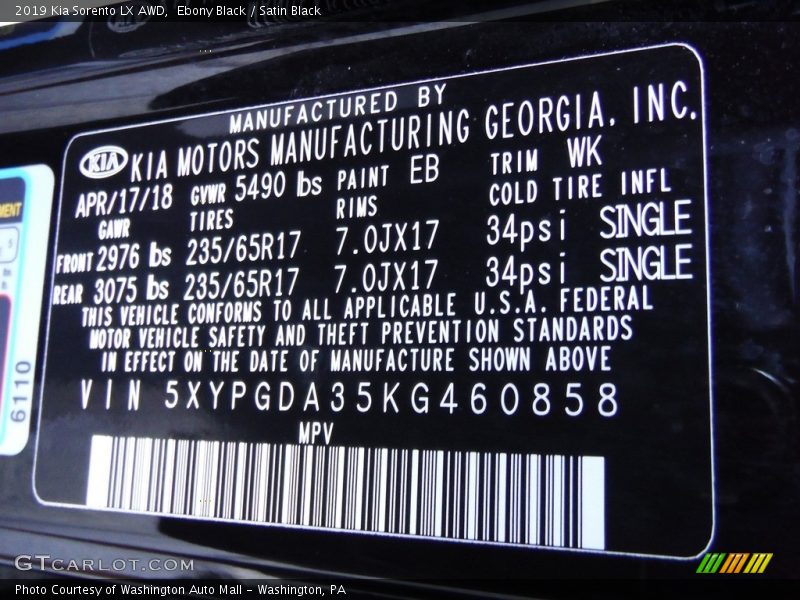 2019 Kia Sorento LX AWD, Ebony Black / Satin Black
MANUFACTURED BY
KIA KIA MOTORS MANUFACTURING GEORGIA, INC.
APR/17/18 GVWR 5490 lbs PAINT EB TRIM WK
GAWR TIRES RIMS COLD TIRE INFL
FRONT 2976 lbs 235/65R17 7.0JX17 34psi SINGLE
REAR 3075 lbs 235/65R17 7.0JX17 34psi SINGLE
THIS VEHICLE CONFORMS TO ALL APPLICABLE U.S.A. FEDERAL
MOTOR VEHICLE SAFETY AND THEFT PREVENTION STANDARDS
IN EFFECT ON THE DATE OF MANUFACTURE SHOWN ABOVE
VIN 5XYPGDA35KG460858
MPV
6110
GTCARLOT.COM
Photo Courtesy of Washington Auto Mall - Washington, PA